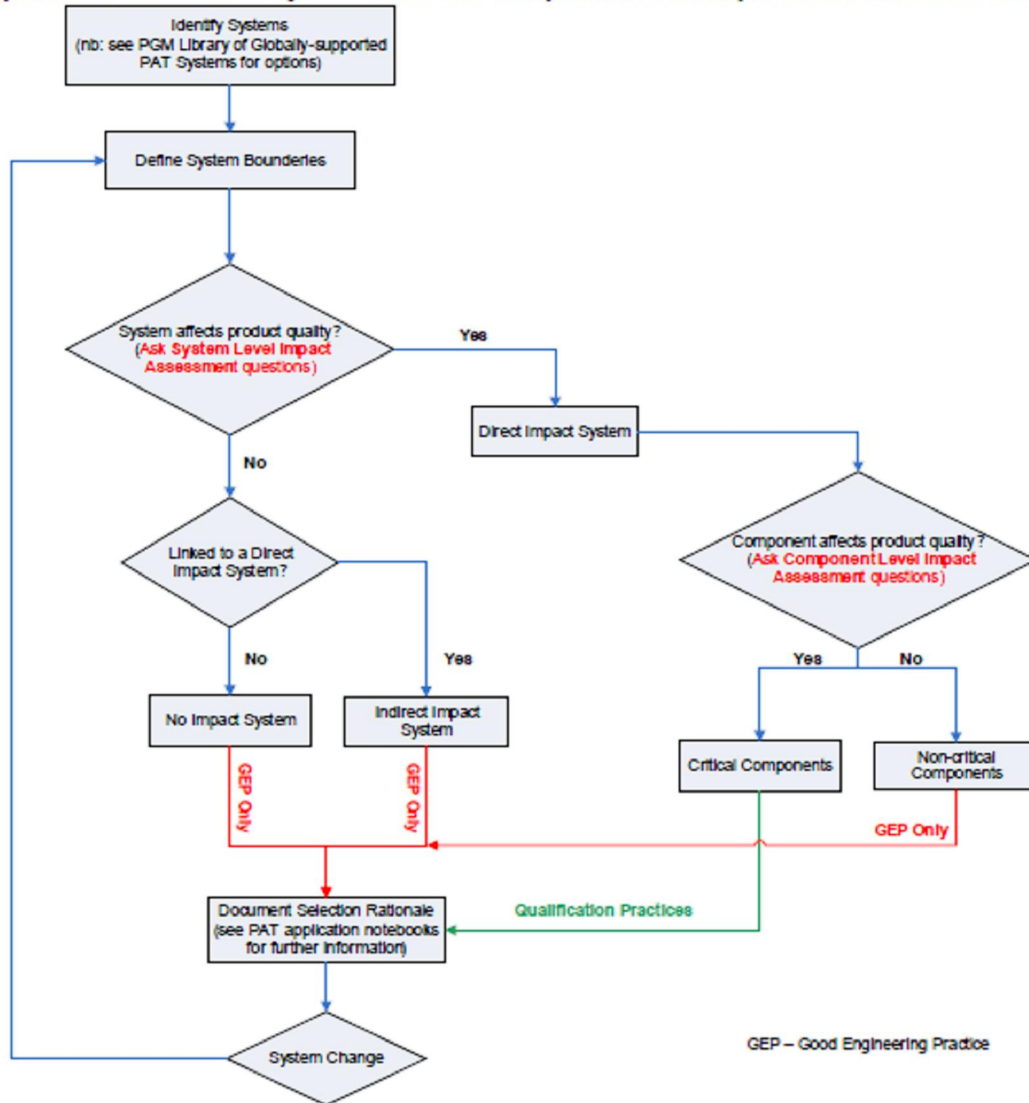 Identify Systems
(nb: see PGM Library of Globally-supported
PAT Systems for options)
Define System Bounderies
System affects product quality?
(Ask System Level Impact
Assessment questions)
Yes
Direct Impact System
No
Linked to a Direct
Impact System?
Component affects product quality?
(Ask Component Level Impact
Assessment questions)
No
Yes
Yes
No
No Impact System
Indirect Impact
System
Critical Components
Non-critical
Components
GEP Only
GEP Only
GEP Only
Document Selection Rationale
(see PAT application notebooks
for further information)
Qualification Practices
System Change
GEP – Good Engineering Practice